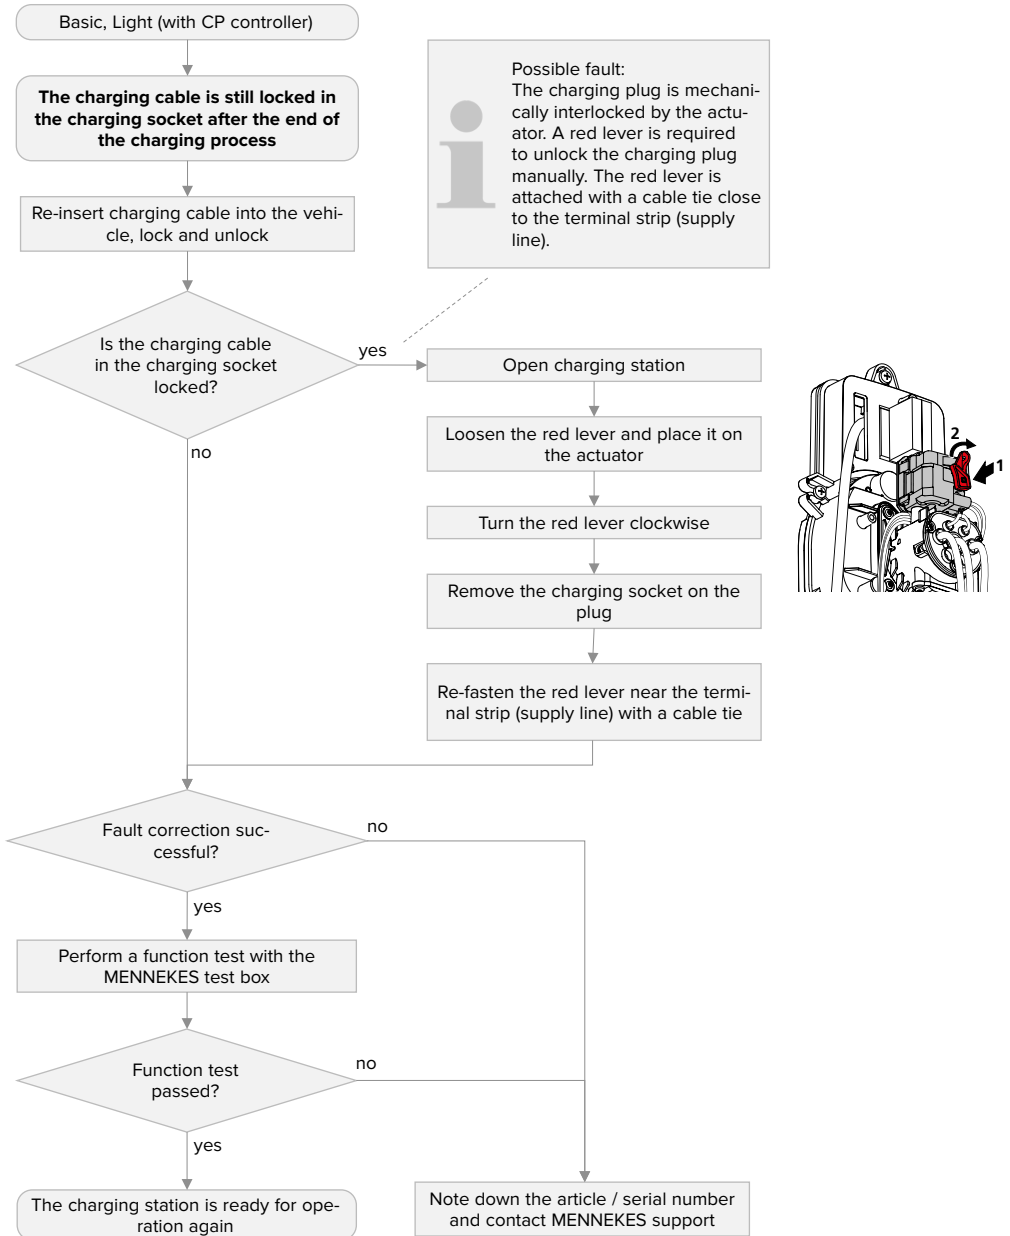 Basic, Light (with CP controller)
The charging cable is still locked in
the charging socket after the end of
the charging process
Re-insert charging cable into the vehi-
cle, lock and unlock
Possible fault:
The charging plug is mechani-
cally interlocked by the actu-
ator. A red lever is required
to unlock the charging plug
manually. The red lever is
attached with a cable tie close
to the terminal strip (supply
line).
Is the charging cable
in the charging socket
locked?
yes
no
Open charging station
Loosen the red lever and place it on
the actuator
Turn the red lever clockwise
Remove the charging socket on the
plug
Re-fasten the red lever near the termi-
nal strip (supply line) with a cable tie
2
1
Fault correction suc-
cessful?
no
yes
Perform a function test with the
MENNEKES test box
Function test
passed?
no
yes
The charging station is ready for ope-
ration again
Note down the article / serial number
and contact MENNEKES support